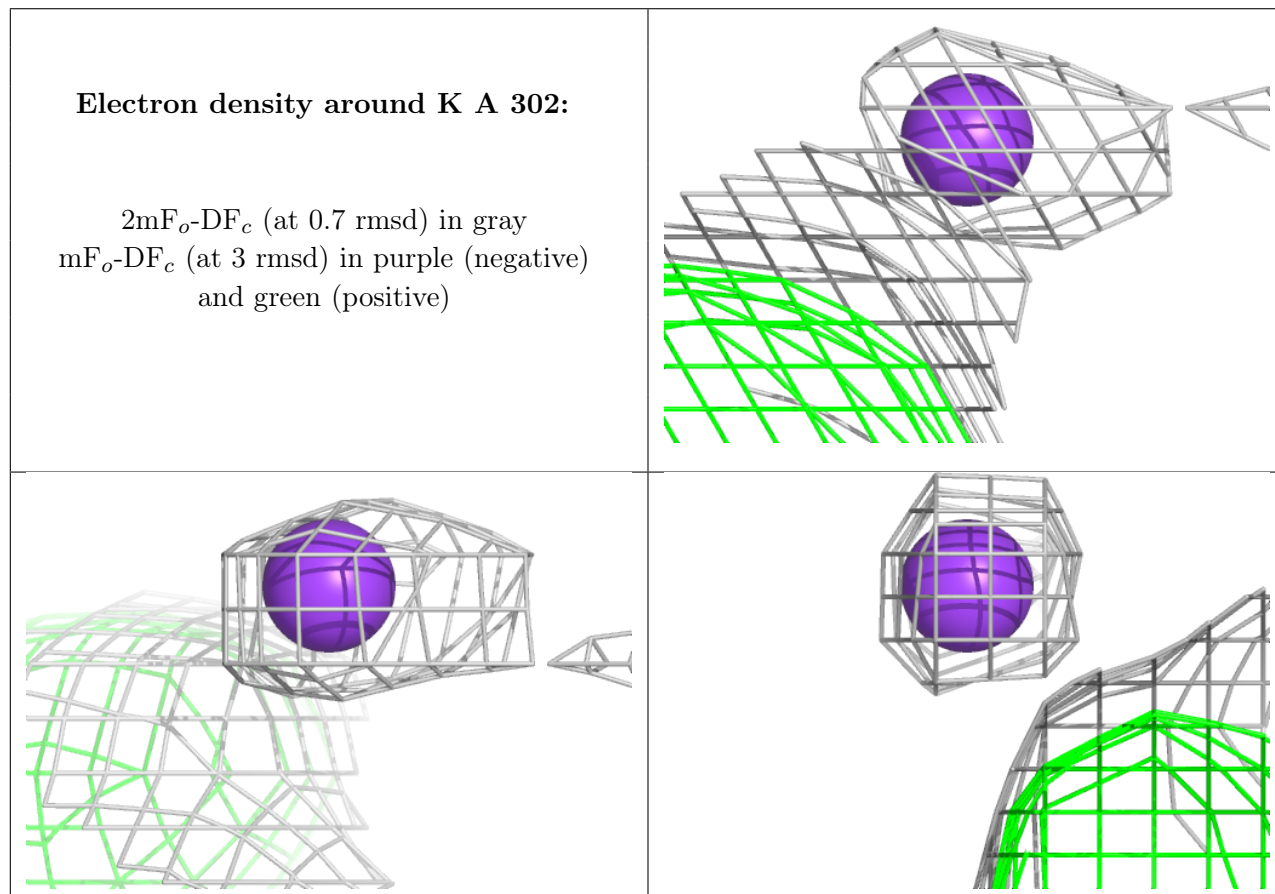 Electron density around K A 302:
2mFo-DFc (at 0.7 rmsd) in gray
mFo-DFc (at 3 rmsd) in purple (negative)
and green (positive)